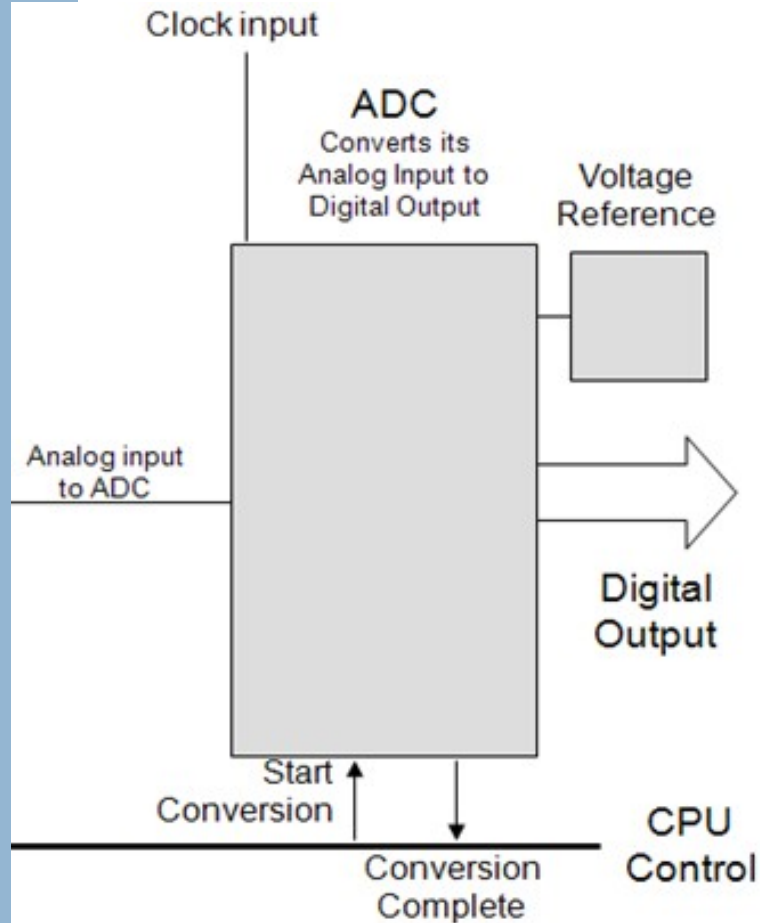 Clock input
ADC
Converts its
Analog Input to
Digital Output
Voltage
Reference
Analog input
to ADC
Digital
Output
Start
Conversion
CPU
Control
Conversion
Complete